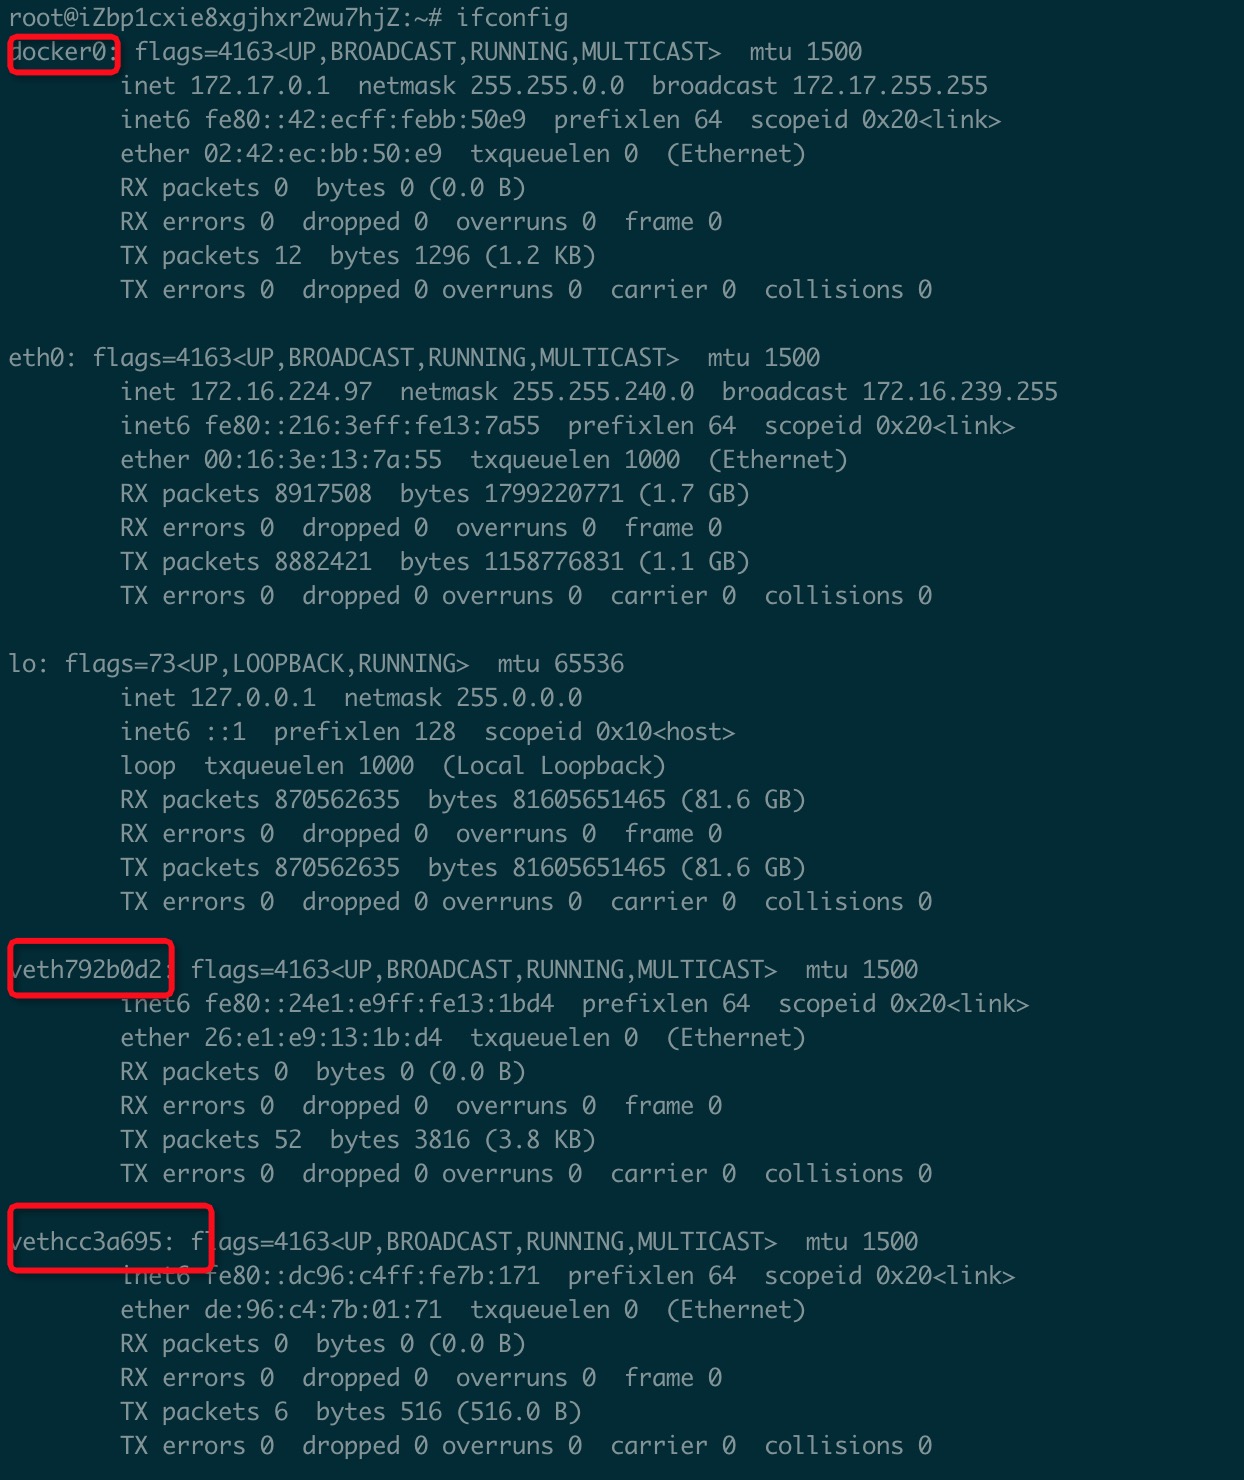 root@iZbp1cxie8xgjhxr2wu7hjZ:~# ifconfig
docker0: flags=4163<UP,BROADCAST,RUNNING,MULTICAST>  mtu 1500
        inet 172.17.0.1  netmask 255.255.0.0  broadcast 172.17.255.255
        inet6 fe80::42:ecff:febb:50e9  prefixlen 64  scopeid 0x20<link>
        ether 02:42:ec:bb:50:e9  txqueuelen 0  (Ethernet)
        RX packets 0  bytes 0 (0.0 B)
        RX errors 0  dropped 0  overruns 0  frame 0
        TX packets 12  bytes 1296 (1.2 KB)
        TX errors 0  dropped 0 overruns 0  carrier 0  collisions 0

eth0: flags=4163<UP,BROADCAST,RUNNING,MULTICAST>  mtu 1500
        inet 172.16.224.97  netmask 255.255.240.0  broadcast 172.16.239.255
        inet6 fe80::216:3eff:fe13:7a55  prefixlen 64  scopeid 0x20<link>
        ether 00:16:3e:13:7a:55  txqueuelen 1000  (Ethernet)
        RX packets 8917508  bytes 1799220771 (1.7 GB)
        RX errors 0  dropped 0  overruns 0  frame 0
        TX packets 8882421  bytes 1158776831 (1.1 GB)
        TX errors 0  dropped 0 overruns 0  carrier 0  collisions 0

lo: flags=73<UP,LOOPBACK,RUNNING>  mtu 65536
        inet 127.0.0.1  netmask 255.0.0.0
        inet6 ::1  prefixlen 128  scopeid 0x10<host>
        loop  txqueuelen 1000  (Local Loopback)
        RX packets 870562635  bytes 81605651465 (81.6 GB)
        RX errors 0  dropped 0  overruns 0  frame 0
        TX packets 870562635  bytes 81605651465 (81.6 GB)
        TX errors 0  dropped 0 overruns 0  carrier 0  collisions 0

veth792b0d2: flags=4163<UP,BROADCAST,RUNNING,MULTICAST>  mtu 1500
        inet6 fe80::24e1:e9ff:fe13:1bd4  prefixlen 64  scopeid 0x20<link>
        ether 26:e1:e9:13:1b:d4  txqueuelen 0  (Ethernet)
        RX packets 0  bytes 0 (0.0 B)
        RX errors 0  dropped 0  overruns 0  frame 0
        TX packets 52  bytes 3816 (3.8 KB)
        TX errors 0  dropped 0 overruns 0  carrier 0  collisions 0

vethcc3a695: flags=4163<UP,BROADCAST,RUNNING,MULTICAST>  mtu 1500
        inet6 fe80::dc96:c4ff:fe7b:171  prefixlen 64  scopeid 0x20<link>
        ether de:96:c4:7b:01:71  txqueuelen 0  (Ethernet)
        RX packets 0  bytes 0 (0.0 B)
        RX errors 0  dropped 0  overruns 0  frame 0
        TX packets 6  bytes 516 (516.0 B)
        TX errors 0  dropped 0 overruns 0  carrier 0  collisions 0